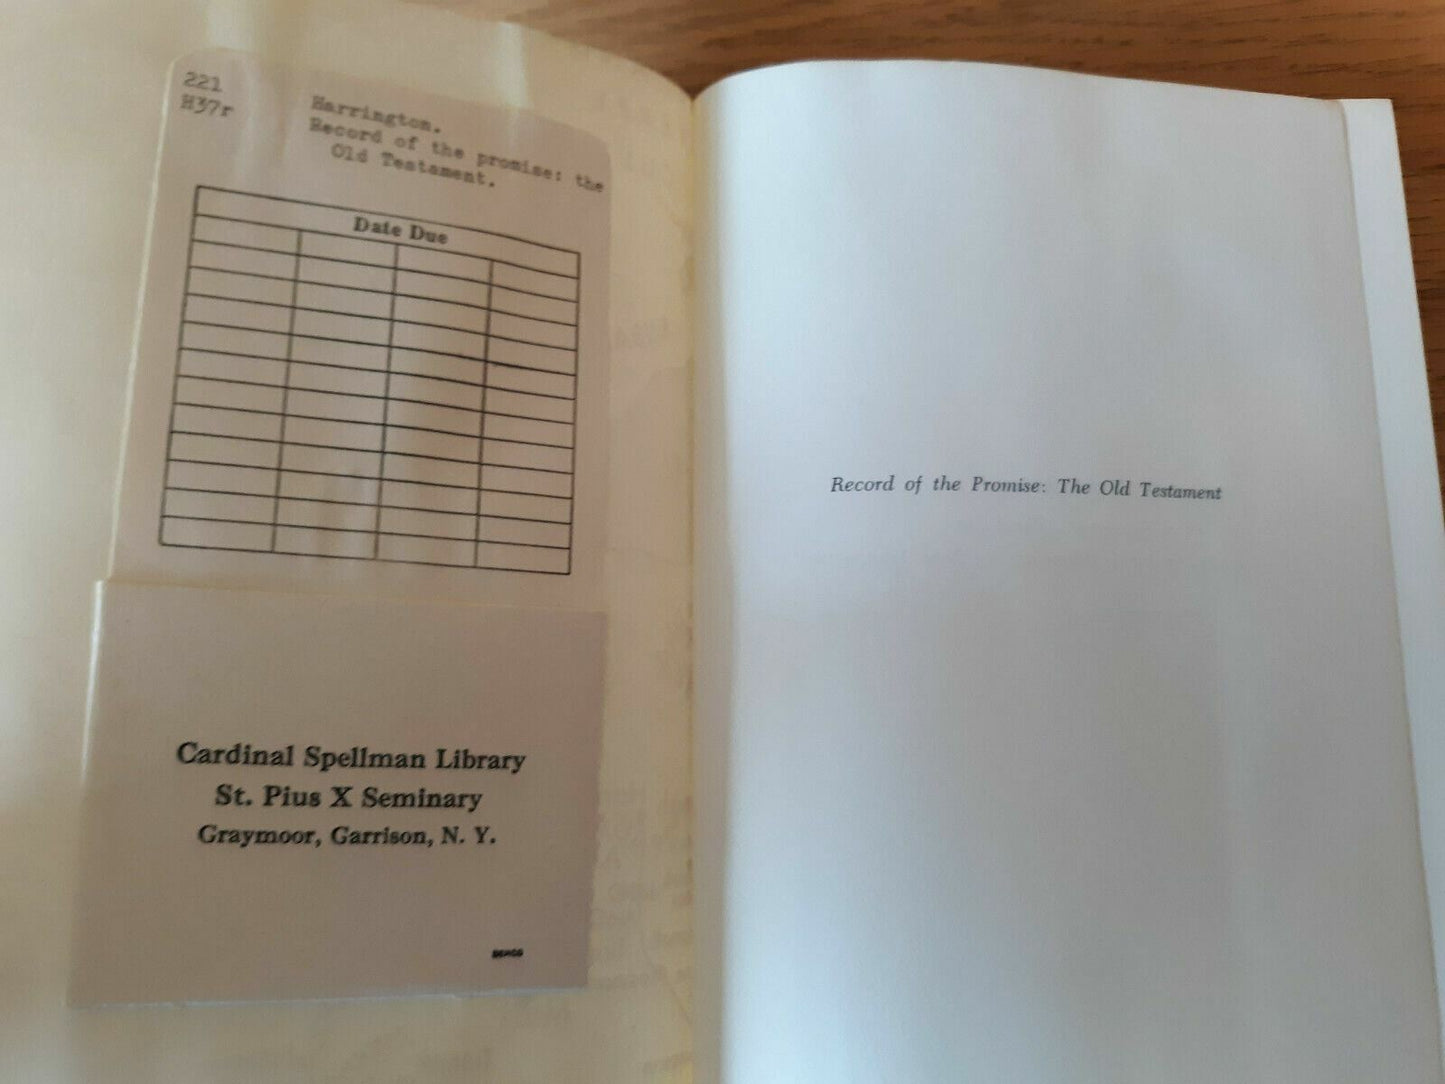 221
H37r
Harrington.
Record of the promise: the
Old Testament.
Date Due
Cardinal Spellman Library
St. Pius X Seminary
Graymoor, Garrison, N. Y.
Record of the Promise: The Old Testament